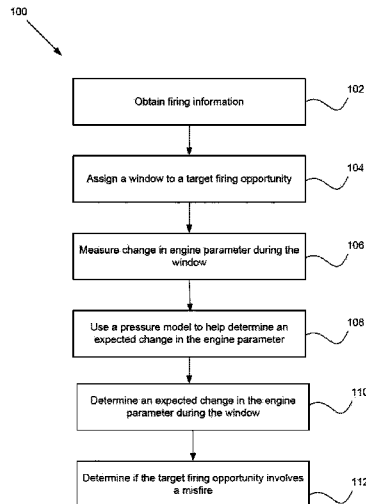 100
Obtain firing information
102
Assign a window to a target firing opportunity
104
Measure change in engine parameter during the
window
106
Use a pressure model to help determine an
expected change in the engine parameter
108
Determine an expected change in the engine
parameter during the window
110
Determine if the target firing opportunity involves
a misfire
112